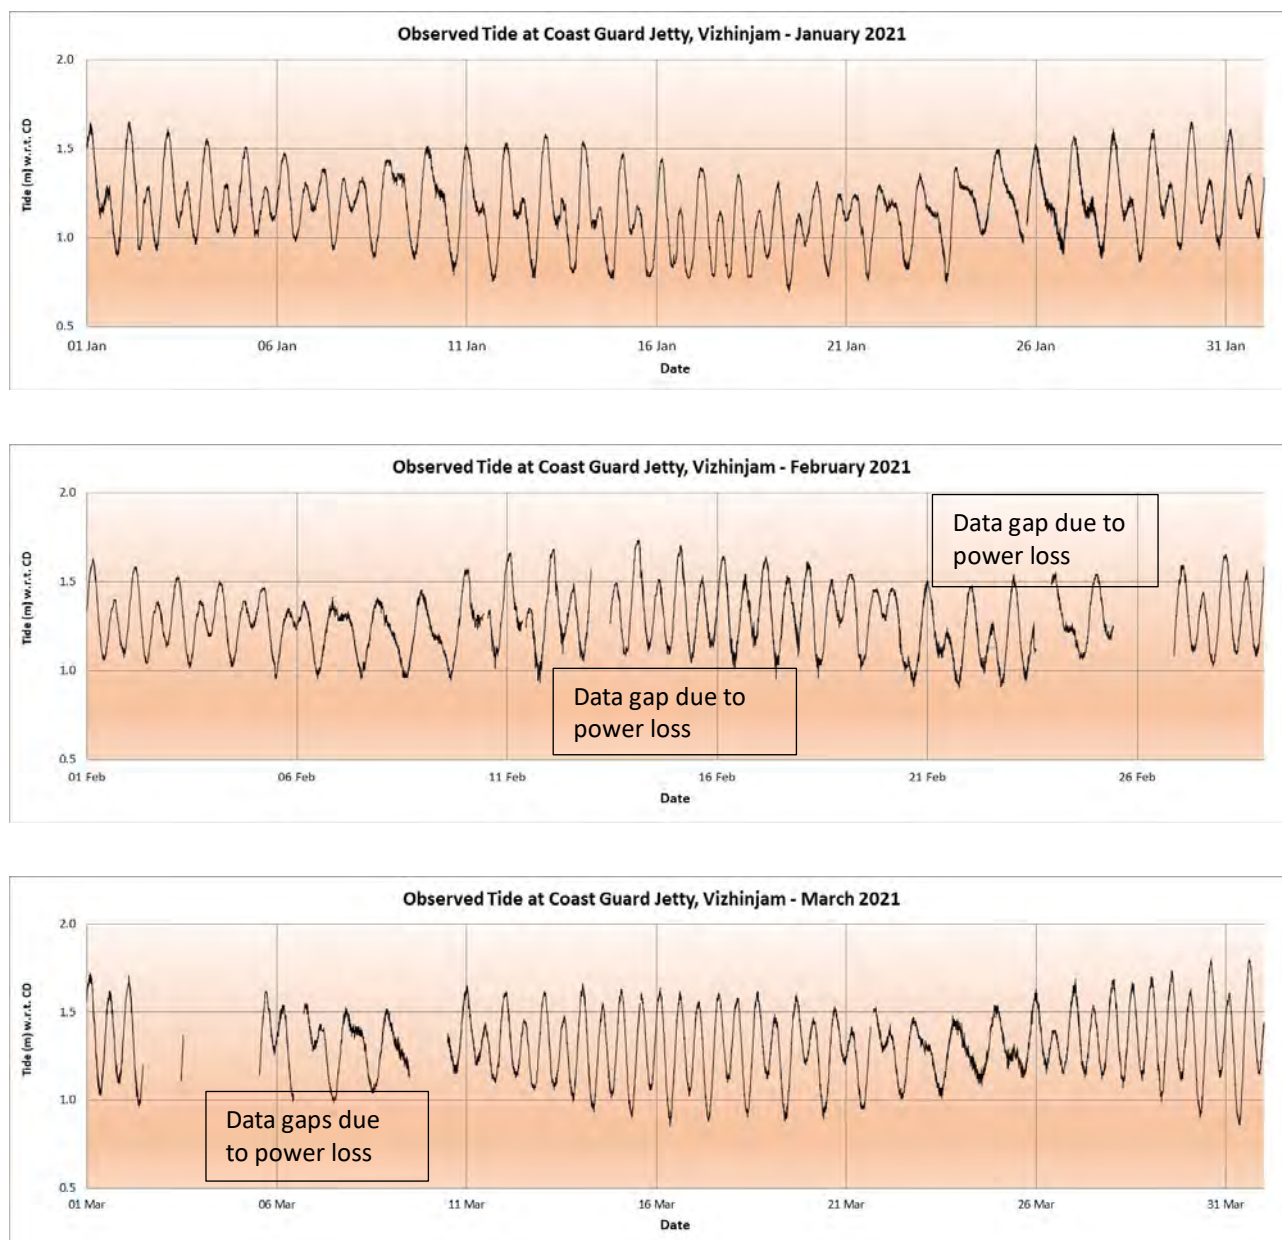 Observed Tide at Coast Guard Jetty, Vizhinjam - January 2021
2.0
1.5
1.0
0.5
Tide (m) w.r.t. CD
01 Jan
06 Jan
11 Jan
16 Jan
21 Jan
26 Jan
31 Jan
Date
Observed Tide at Coast Guard Jetty, Vizhinjam - February 2021
2.0
1.5
1.0
0.5
Tide (m) w.r.t. CD
Data gap due to
power loss
Data gap due to
power loss
01 Feb
06 Feb
11 Feb
16 Feb
21 Feb
26 Feb
Date
Observed Tide at Coast Guard Jetty, Vizhinjam - March 2021
2.0
1.5
1.0
0.5
Tide (m) w.r.t. CD
Data gaps due
to power loss
01 Mar
06 Mar
11 Mar
16 Mar
21 Mar
26 Mar
31 Mar
Date